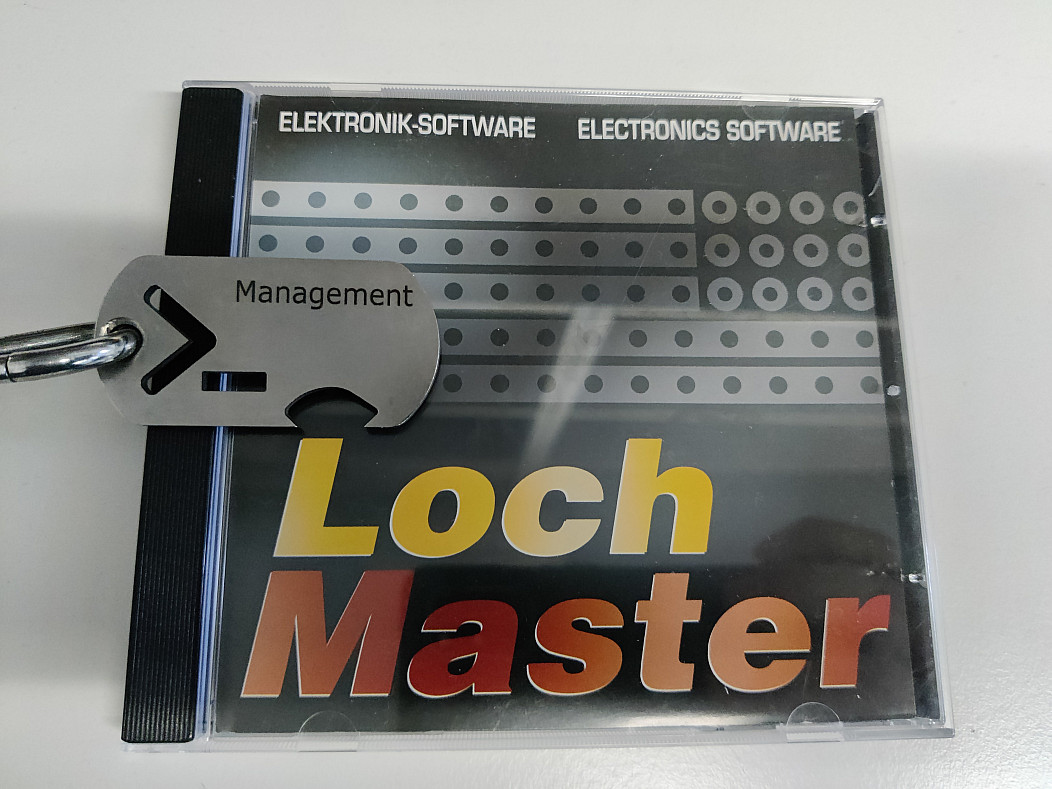 ELEKTRONIK-SOFTWARE ELECTRONICS SOFTWARE
Management
Loch
Master